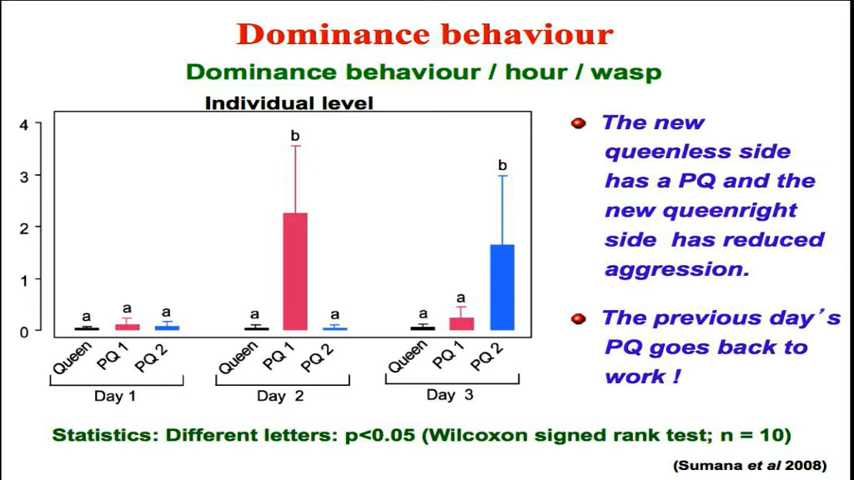 Dominance behaviour
Dominance behaviour / hour / wasp
Individual level
4
3
2
1
0
a
a
a
a
b
a
a
a
b
Queen
PQ 1
PQ 2
Queen
PQ 1
PQ 2
Queen
PQ 1
PQ 2
Day 1
Day 2
Day 3
The new
queenless side
has a PQ and the
new queenright
side has reduced
aggression.
The previous day's
PQ goes back to
work !
Statistics: Different letters: p<0.05 (Wilcoxon signed rank test; n = 10)
(Sumana et al 2008)